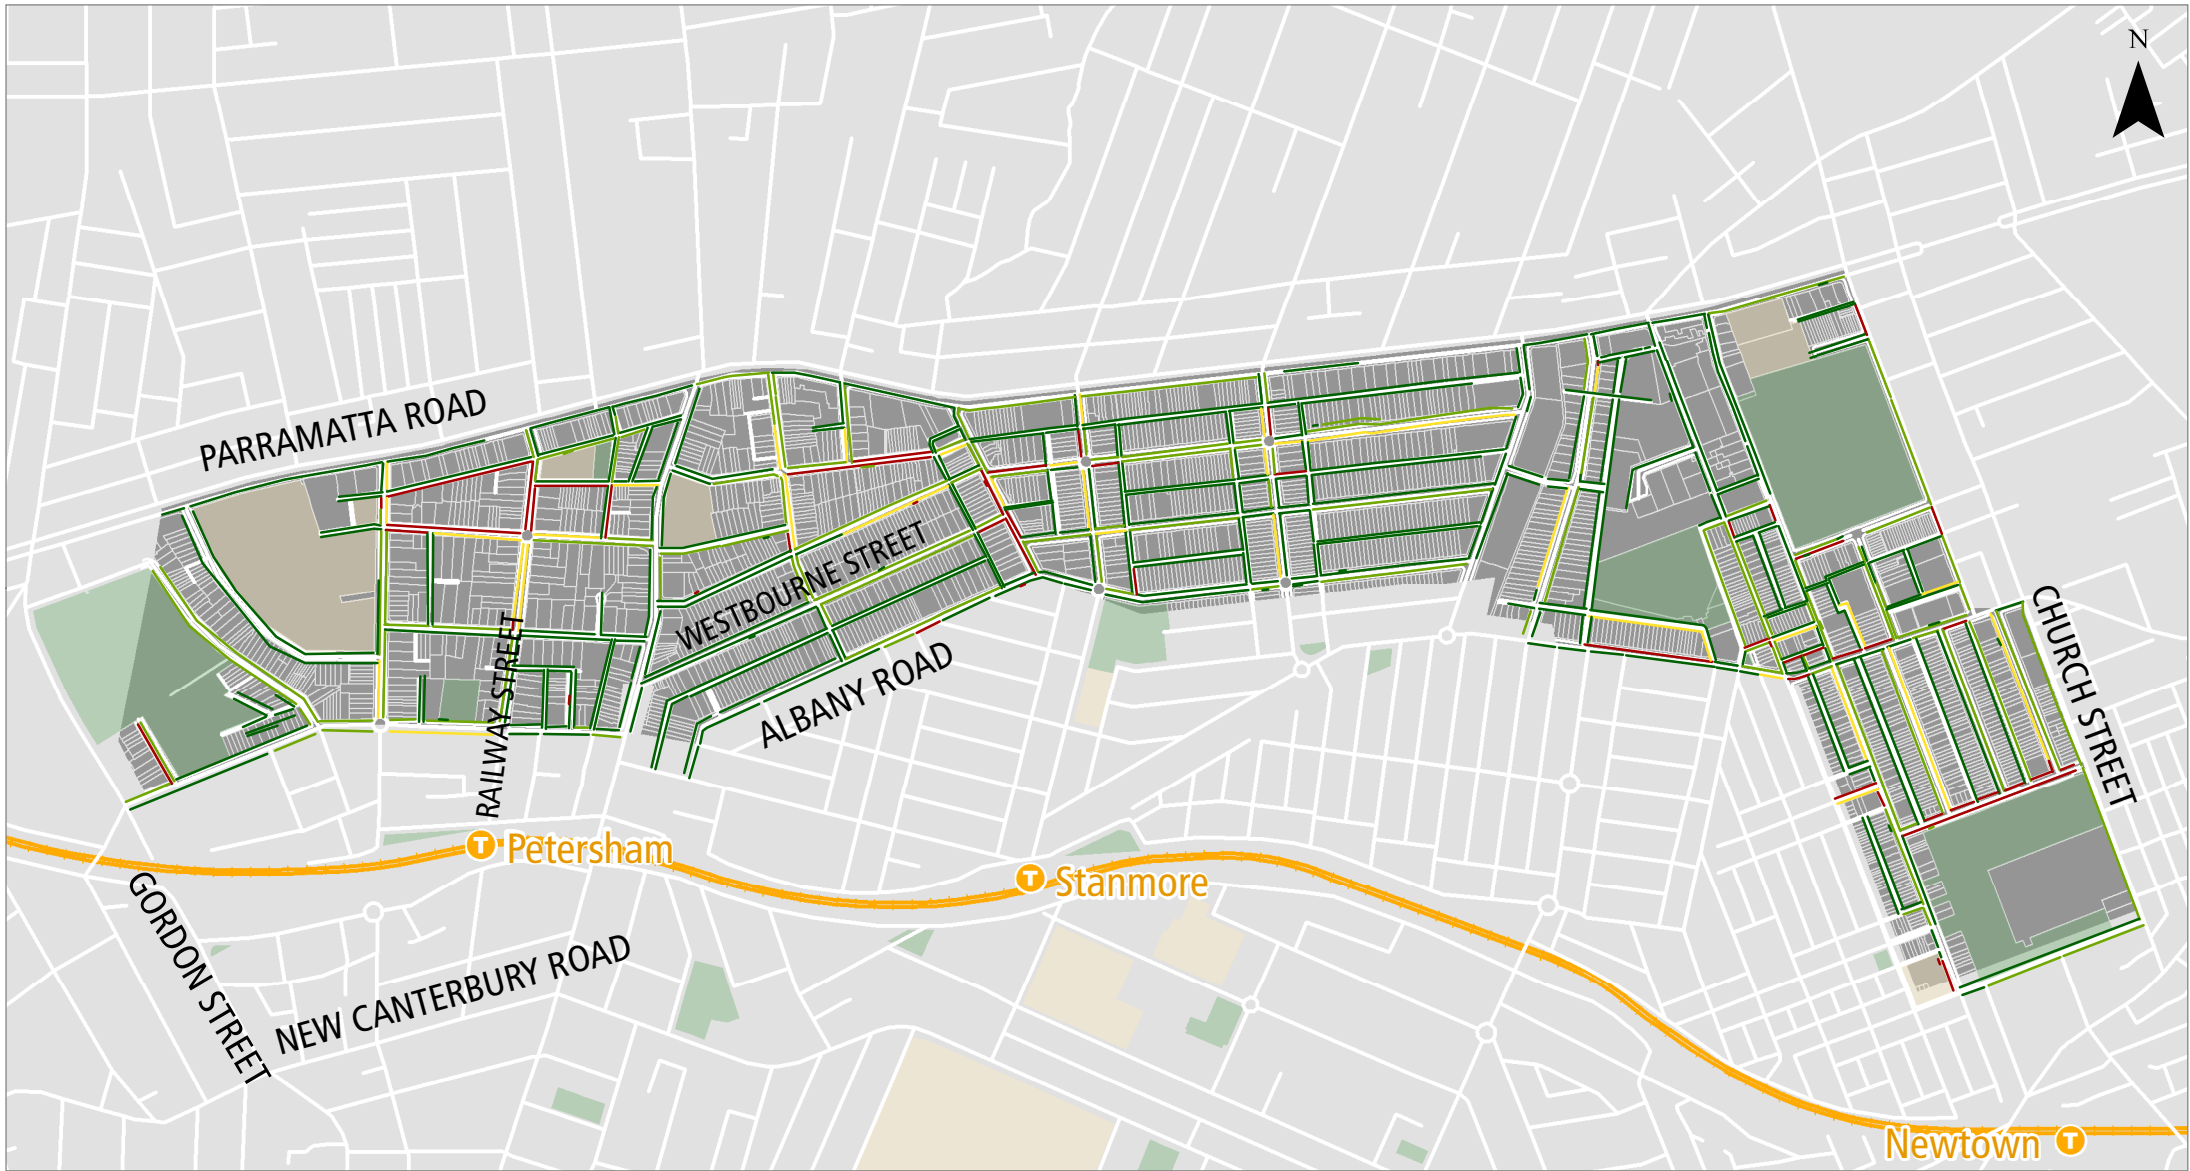 N
PARRAMATTA ROAD
WESTBOURNE STREET
CHURCH STREET
RAILWAY STREET
ALBANY ROAD
T Petersham
T Stanmore
GORDON STREET
NEW CANTERBURY ROAD
Newtown T